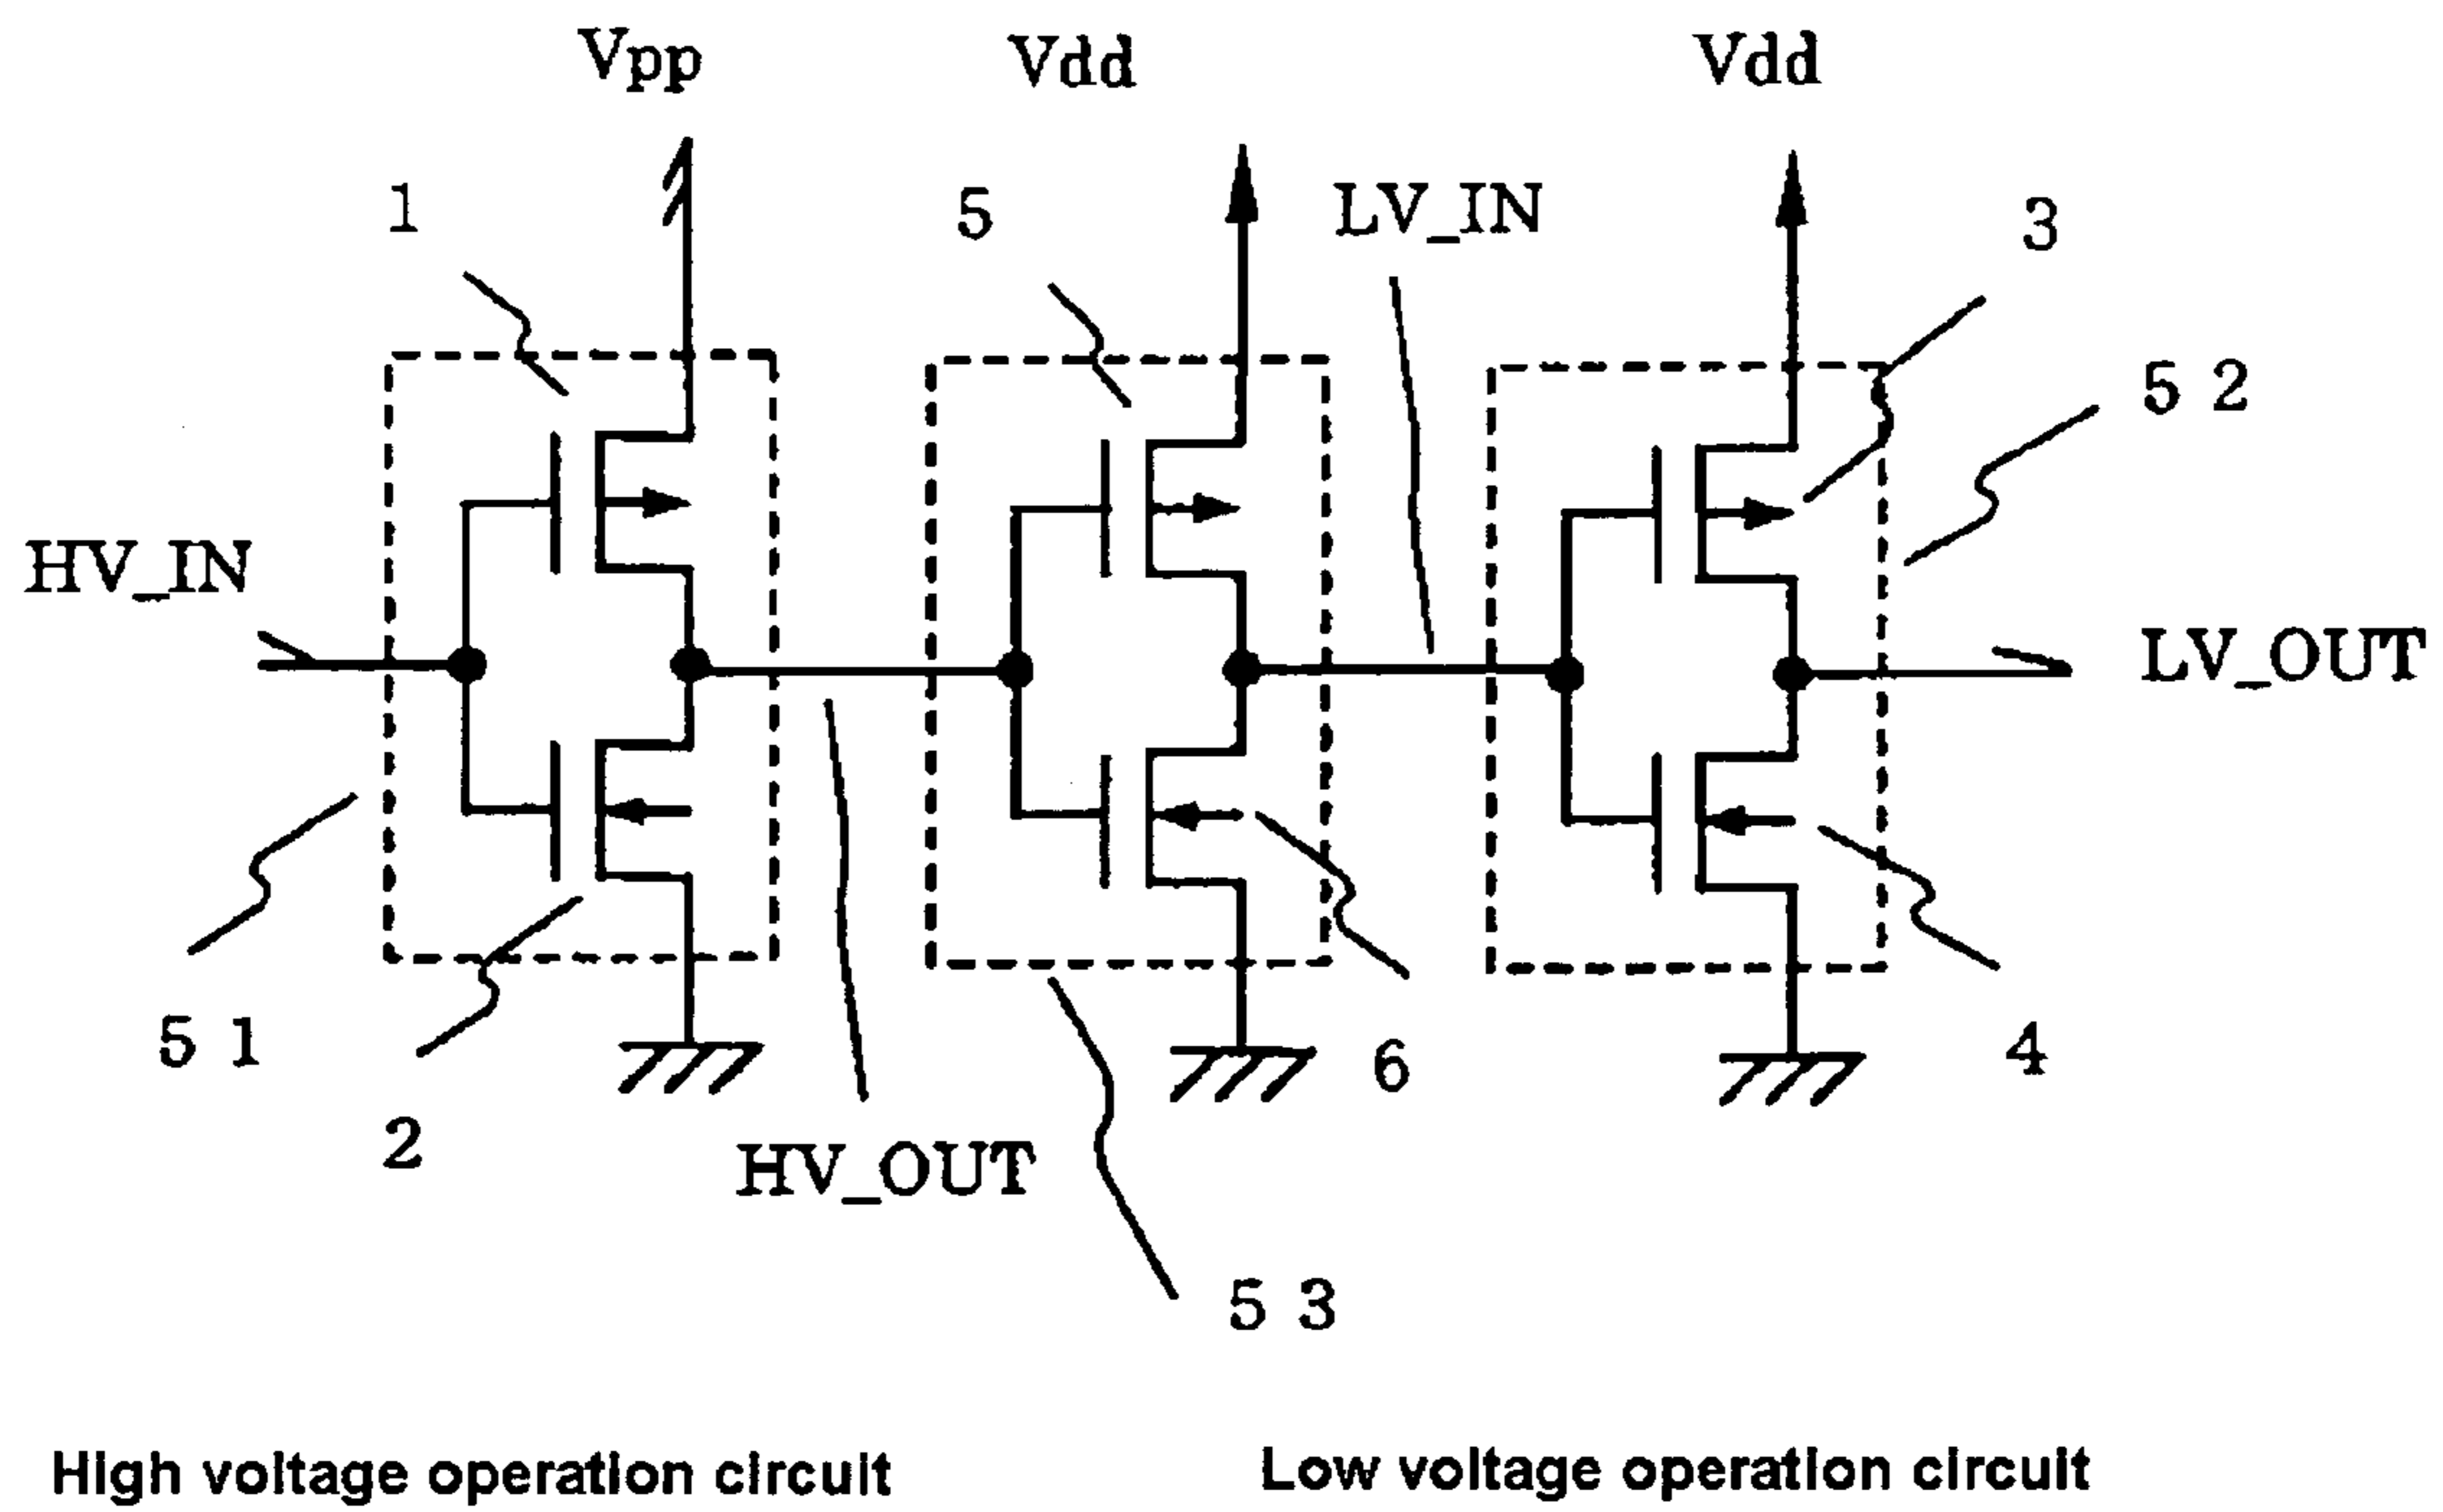 Vpp Vdd Vdd
1 5 LV_IN 3
5 2
HV_IN
LV_OUT
5 1 6 4
2 HV_OUT
5 3
High voltage operation circuit Low voltage operation circuit